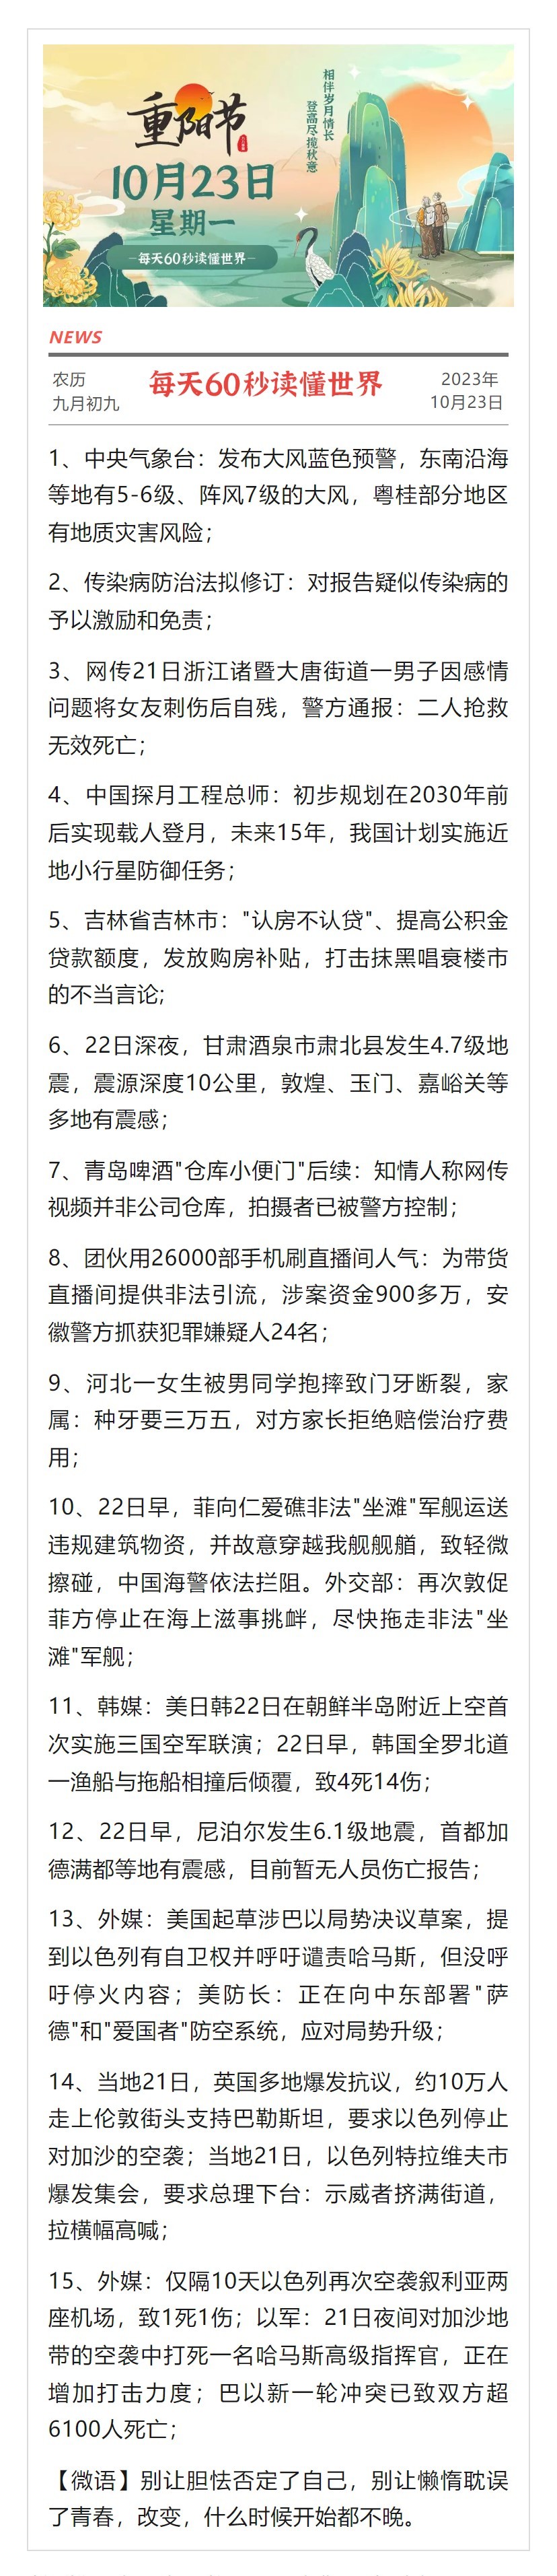 重阳节
10月23日
星期一
每天60秒读懂世界
相伴岁月情长
登高尽揽秋意
NEWS
农历
九月初九
每天60秒读懂世界
2023年
10月23日
1、中央气象台：发布大风蓝色预警，东南沿海
等地有5-6级、阵风7级的大风，粤桂部分地区
有地质灾害风险；
2、传染病防治法拟修订：对报告疑似传染病的
予以激励和免责；
3、网传21日浙江诸暨大唐街道一男子因感情
问题将女友刺伤后自残，警方通报：二人抢救
无效死亡；
4、中国探月工程总师：初步规划在2030年前
后实现载人登月，未来15年，我国计划实施近
地小行星防御任务；
5、吉林省吉林市："认房不认贷"、提高公积金
贷款额度，发放购房补贴，打击抹黑唱衰楼市
的不当言论;
6、22日深夜，甘肃酒泉市肃北县发生4.7级地
震，震源深度10公里，敦煌、玉门、嘉峪关等
多地有震感；
7、青岛啤酒"仓库小便门"后续：知情人称网传
视频并非公司仓库，拍摄者已被警方控制；
8、团伙用26000部手机刷直播间人气：为带货
直播间提供非法引流，涉案资金900多万，安
徽警方抓获犯罪嫌疑人24名；
9、河北一女生被男同学抱摔致门牙断裂，家
属：种牙要三万五，对方家长拒绝赔偿治疗费
用；
10、22日早，菲向仁爱礁非法"坐滩"军舰运送
违规建筑物资，并故意穿越我舰舰艏，致轻微
擦碰，中国海警依法拦阻。外交部：再次敦促
菲方停止在海上滋事挑衅，尽快拖走非法"坐
滩"军舰；
11、韩媒：美日韩22日在朝鲜半岛附近上空首
次实施三国空军联演；22日早，韩国全罗北道
一渔船与拖船相撞后倾覆，致4死14伤；
12、22日早，尼泊尔发生6.1级地震，首都加
德满都等地有震感，目前暂无人员伤亡报告；
13、外媒：美国起草涉巴以局势决议草案，提
到以色列有自卫权并呼吁谴责哈马斯，但没呼
吁停火内容；美防长：正在向中东部署"萨
德"和"爱国者"防空系统，应对局势升级；
14、当地21日，英国多地爆发抗议，约10万人
走上伦敦街头支持巴勒斯坦，要求以色列停止
对加沙的空袭；当地21日，以色列特拉维夫市
爆发集会，要求总理下台：示威者挤满街道，
拉横幅高喊；
15、外媒：仅隔10天以色列再次空袭叙利亚两
座机场，致1死1伤；以军：21日夜间对加沙地
带的空袭中打死一名哈马斯高级指挥官，正在
增加打击力度；巴以新一轮冲突已致双方超
6100人死亡；
【微语】别让胆怯否定了自己，别让懒惰耽误
了青春，改变，什么时候开始都不晚。